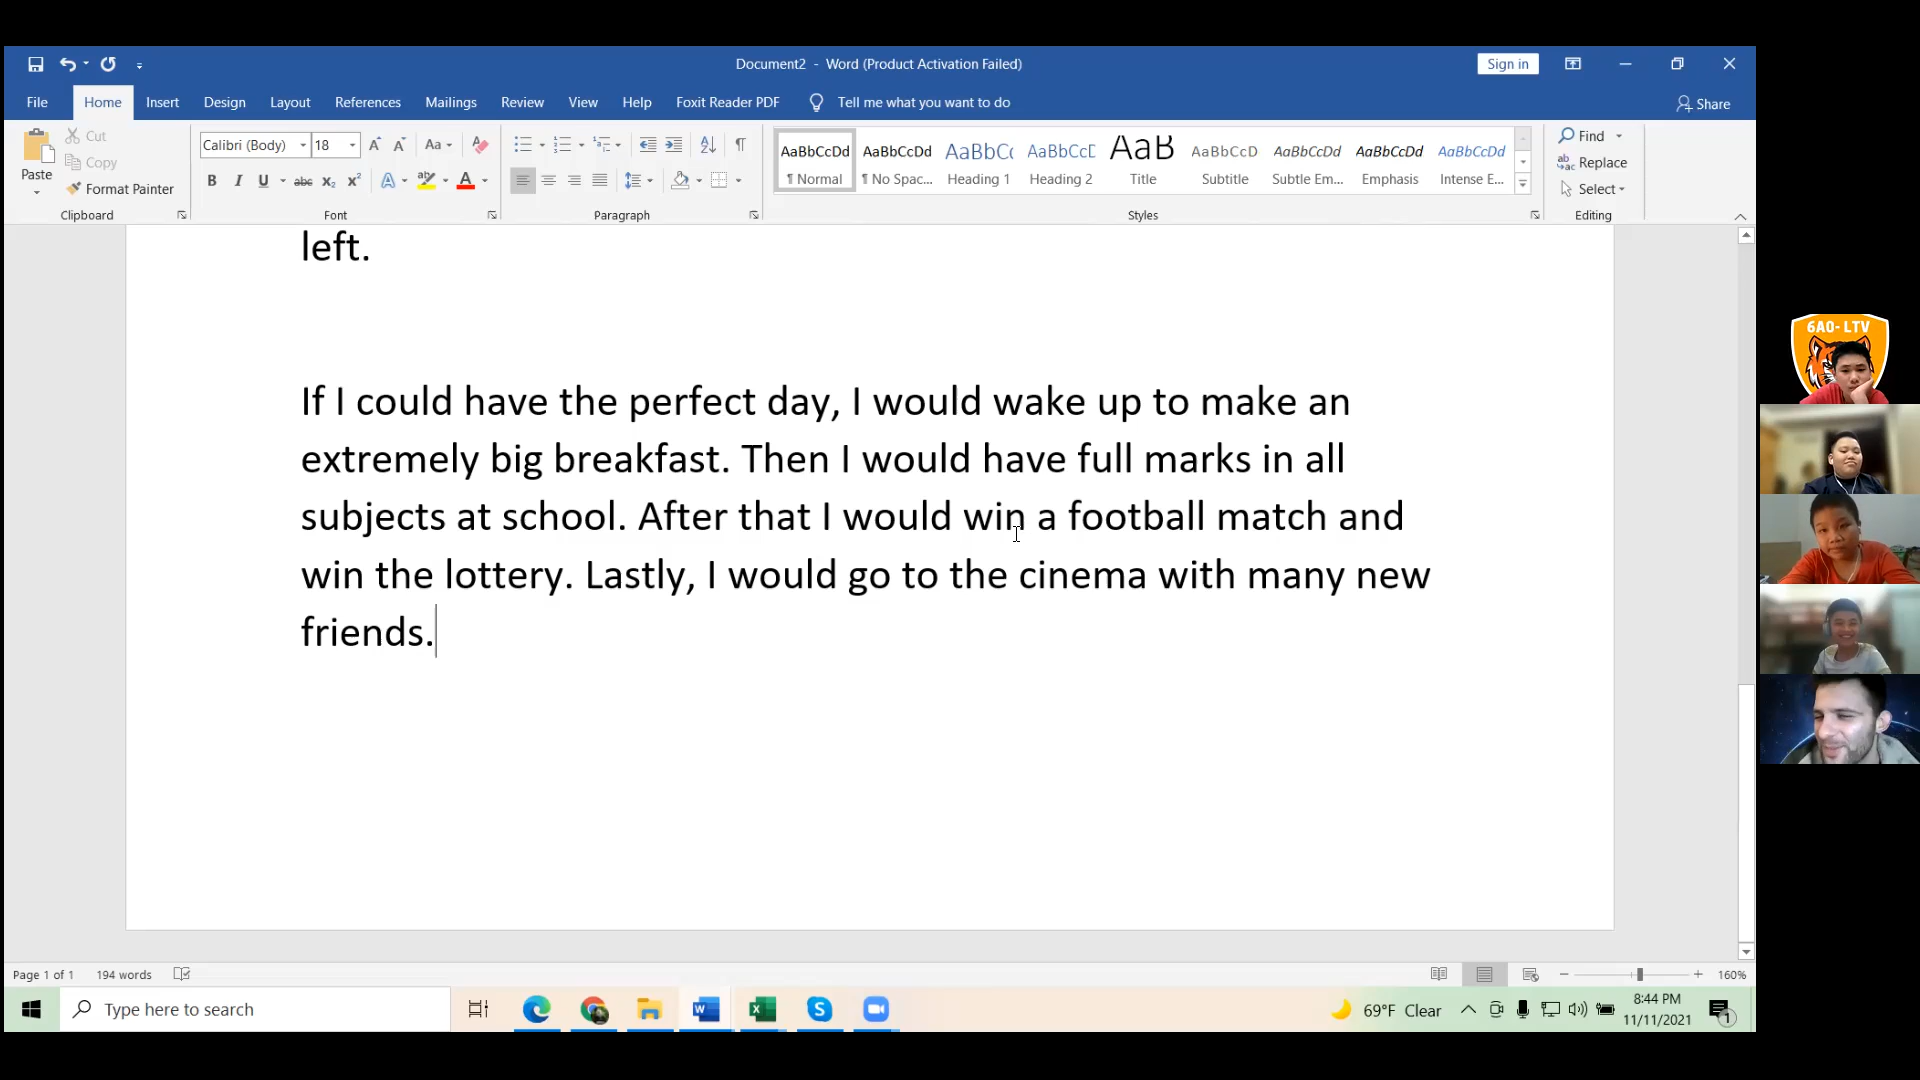 Document2 - Word (Product Activation Failed)
Sign in
File Home Insert Design Layout References Mailings Review View Help Foxit Reader PDF Tell me what you want to do Share
Paste
Cut
Copy
Format Painter
Clipboard
Calibri (Body) 18
Font
Paragraph
AaBbCcDd AaBbCcDd AaBbC AaBbCcD AaB AaBbCcD AaBbCcDd AaBbCcDd AaBbCcDd
¶ Normal ¶ No Spac... Heading 1 Heading 2 Title Subtitle Subtle Em... Emphasis Intense E...
Styles
Find
Replace
Select
Editing
left.
If I could have the perfect day, I would wake up to make an
extremely big breakfast. Then I would have full marks in all
subjects at school. After that I would win a football match and
win the lottery. Lastly, I would go to the cinema with many new
friends.
6A0-LTV
Page 1 of 1 194 words 160%
Type here to search
69°F Clear
8:44 PM
11/11/2021
1